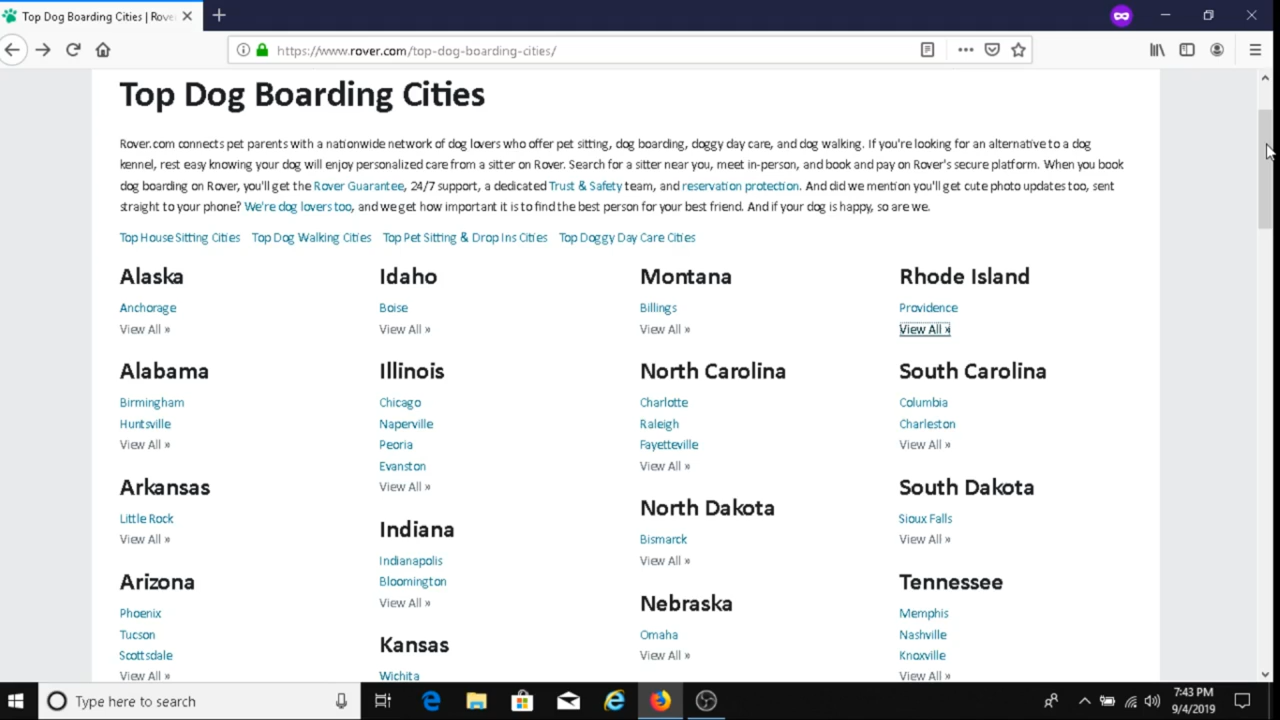 Top Dog Boarding Cities | Rove
https://www.rover.com/top-dog-boarding-cities/
Top Dog Boarding Cities
Rover.com connects pet parents with a nationwide network of dog lovers who offer pet sitting, dog boarding, doggy day care, and dog walking. If you're looking for an alternative to a dog
kennel, rest easy knowing your dog will enjoy personalized care from a sitter on Rover. Search for a sitter near you, meet in-person, and book and pay on Rover's secure platform. When you book
dog boarding on Rover, you'll get the Rover Guarantee, 24/7 support, a dedicated Trust & Safety team, and reservation protection. And did we mention you'll get cute photo updates too, sent
straight to your phone? We're dog lovers too, and we get how important it is to find the best person for your best friend. And if your dog is happy, so are we.
Top House Sitting Cities Top Dog Walking Cities Top Pet Sitting & Drop Ins Cities Top Doggy Day Care Cities
Alaska
Anchorage
View All »
Alabama
Birmingham
Huntsville
View All »
Arkansas
Little Rock
View All »
Arizona
Phoenix
Tucson
Scottsdale
View All »
Idaho
Boise
View All »
Illinois
Chicago
Naperville
Peoria
Evanston
View All »
Indiana
Indianapolis
Bloomington
View All »
Kansas
Wichita
Montana
Billings
View All »
North Carolina
Charlotte
Raleigh
Fayetteville
View All »
North Dakota
Bismarck
View All »
Nebraska
Omaha
View All »
Rhode Island
Providence
View All »
South Carolina
Columbia
Charleston
View All »
South Dakota
Sioux Falls
View All »
Tennessee
Memphis
Nashville
Knoxville
View All »
Type here to search
7:43 PM
9/4/2019